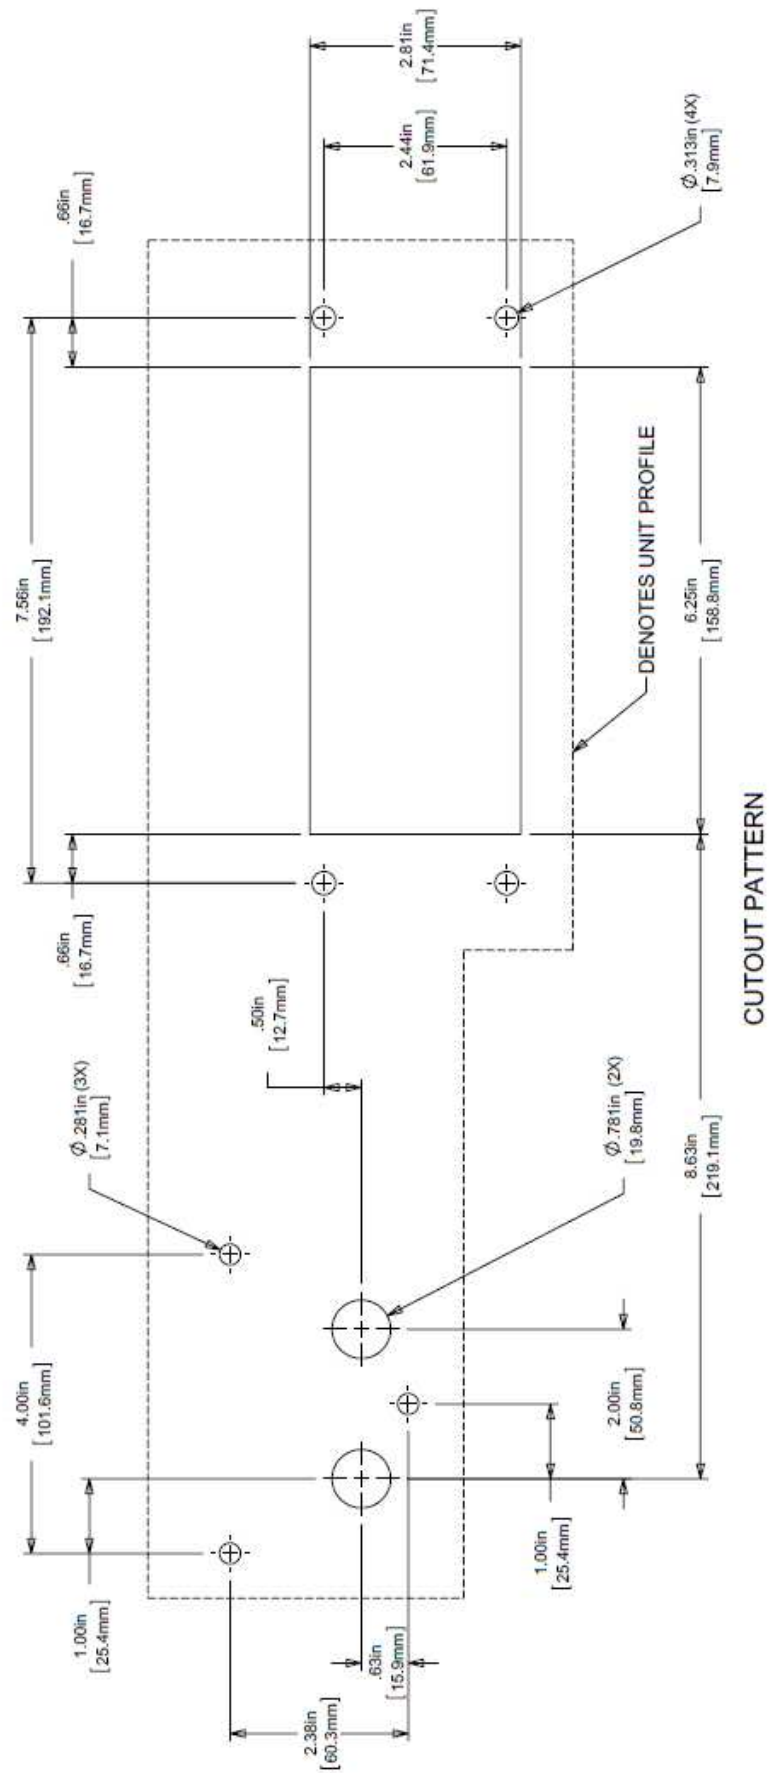 2.81in
[71.4mm]
2.44in
[61.9mm]
Ø.313in (4X)
[7.9mm]
.66in
[16.7mm]
7.56in
[192.1mm]
DENOTES UNIT PROFILE
6.25in
[158.8mm]
.66in
[16.7mm]
.50in
[12.7mm]
Ø.281in (3X)
[7.1mm]
Ø.781in (2X)
[19.8mm]
8.63in
[219.1mm]
4.00in
[101.6mm]
2.00in
[50.8mm]
1.00in
[25.4mm]
1.00in
[25.4mm]
.63in
[15.9mm]
2.38in
[60.3mm]
CUTOUT PATTERN